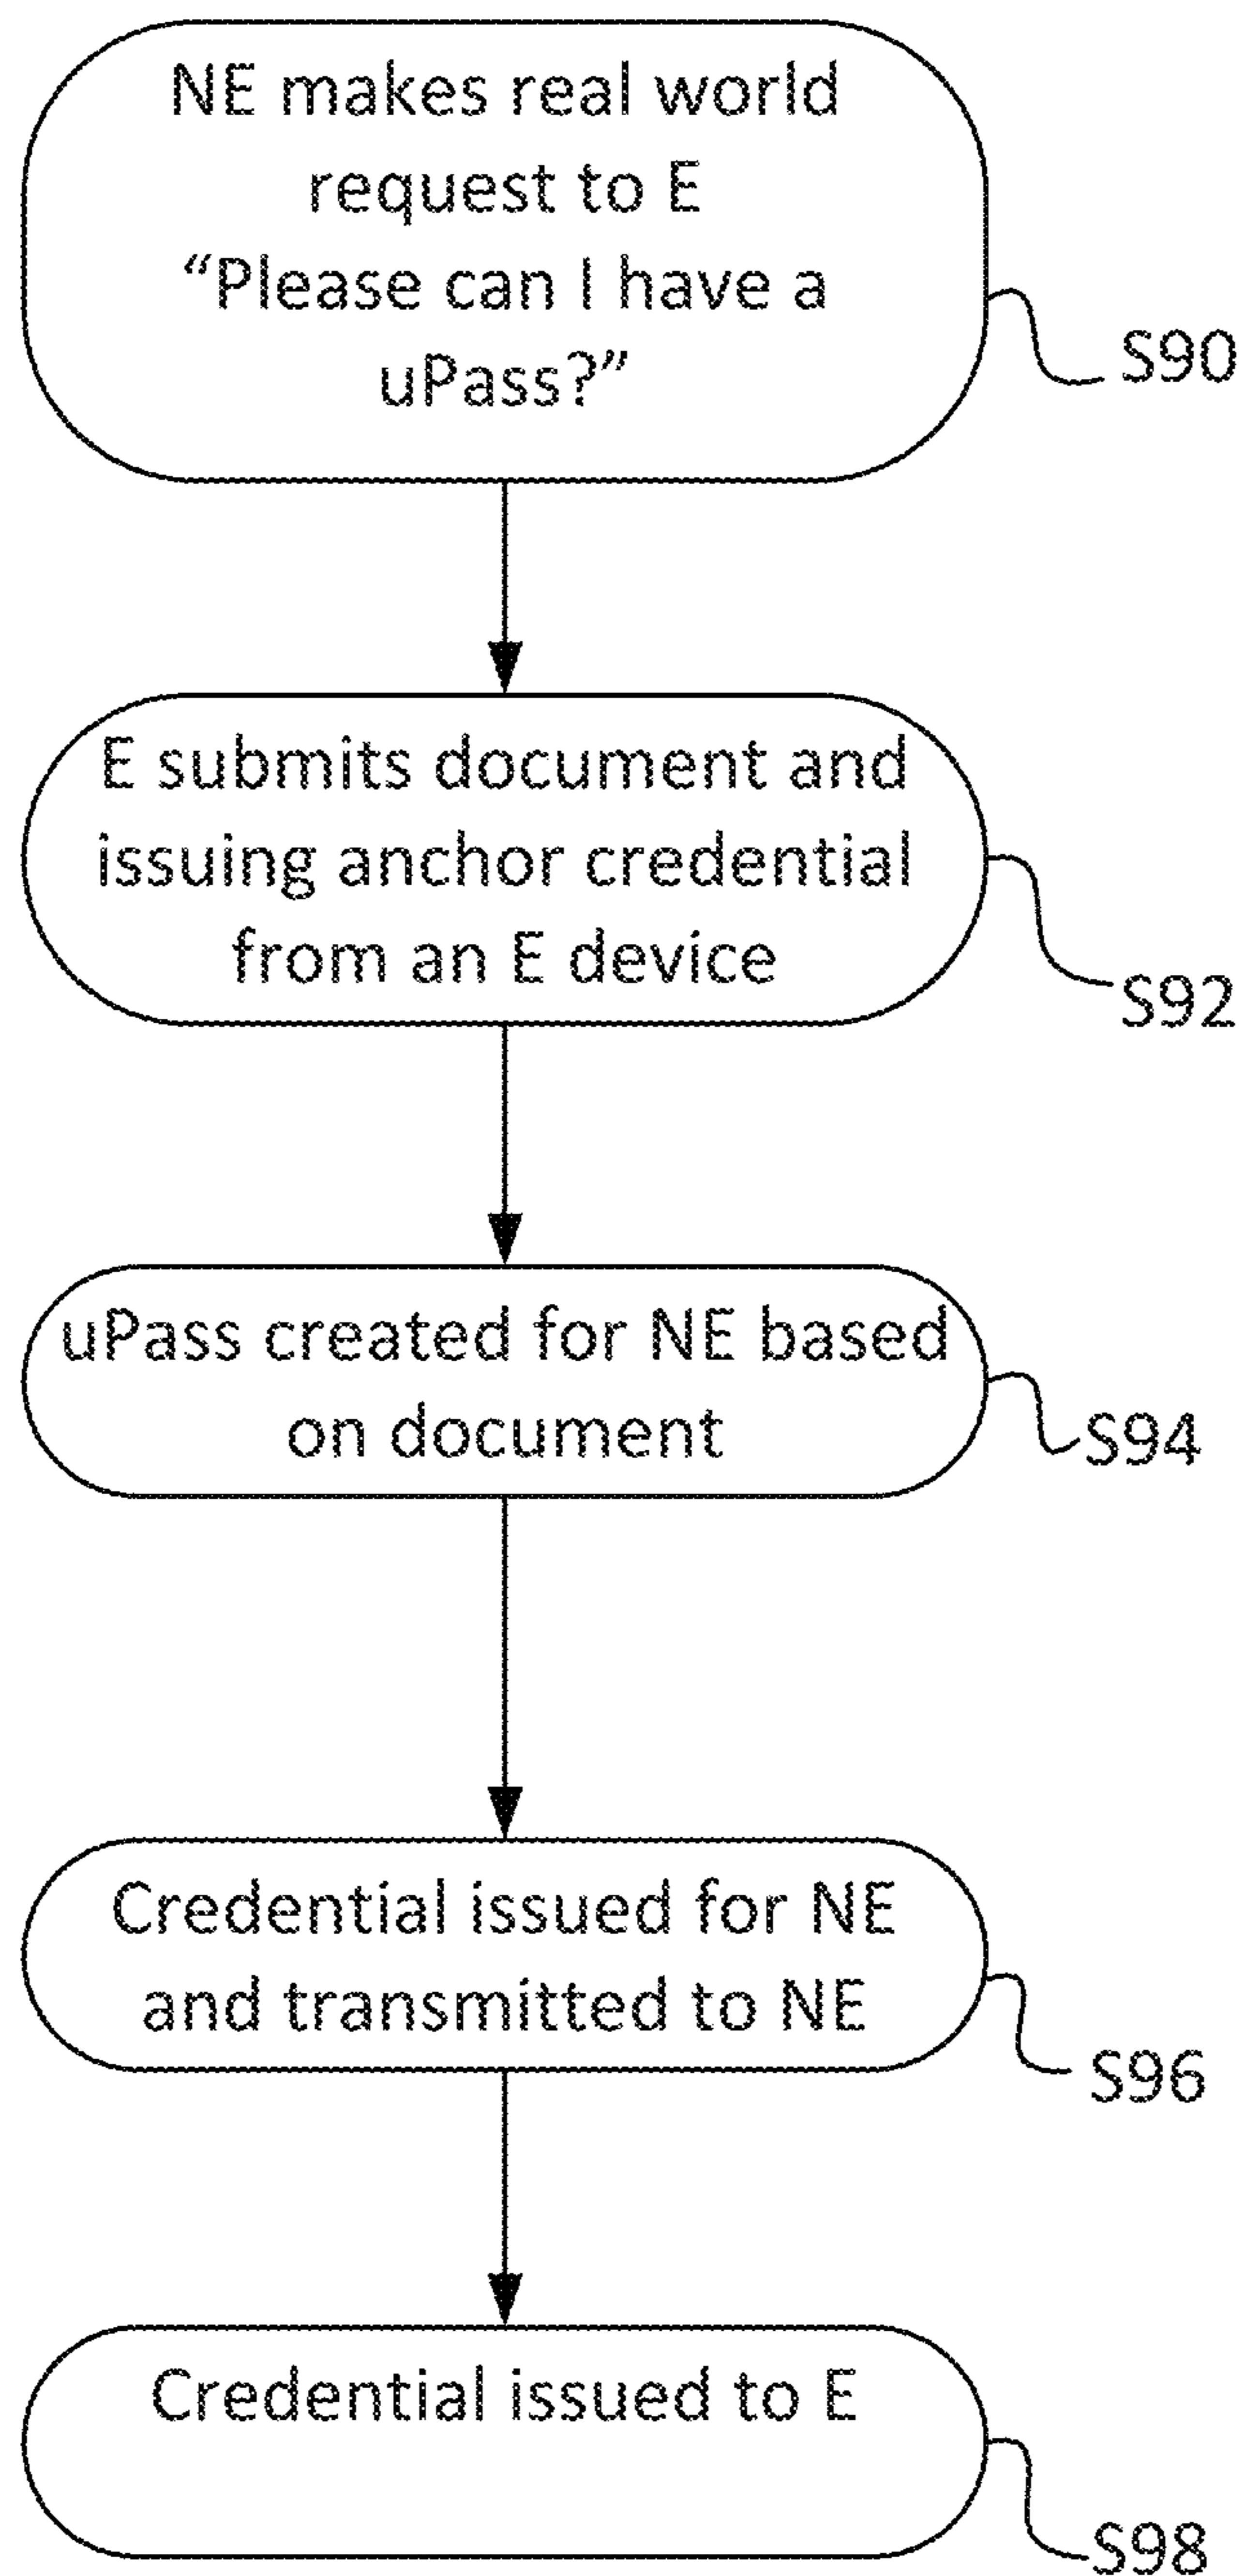 NE makes real world
request to E
“Please can I have a
uPass?”
S90
E submits document and
issuing anchor credential
from an E device
S92
uPass created for NE based
on document
S94
Credential issued for NE
and transmitted to NE
S96
Credential issued to E
S98